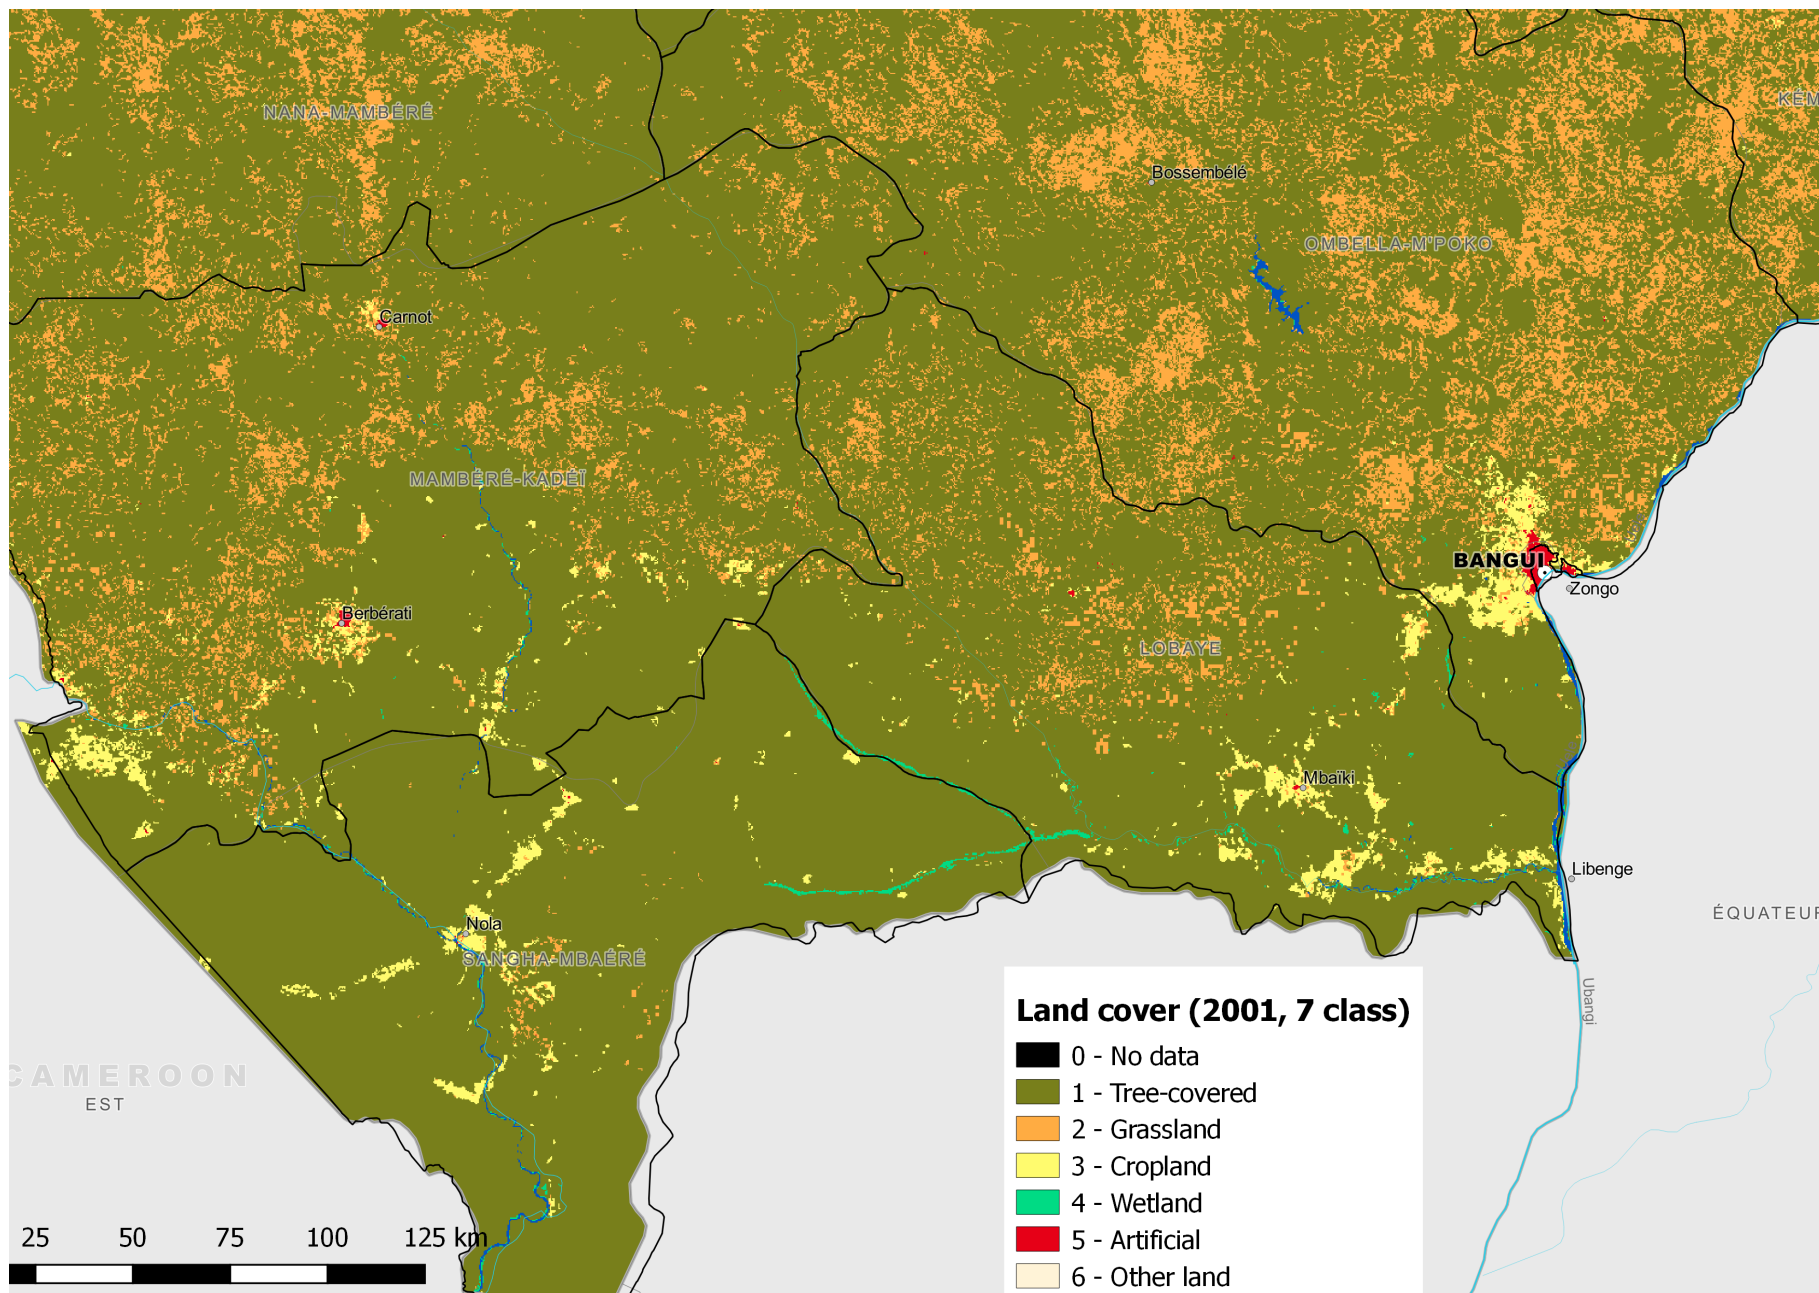 NANA-MAMBÉRÉ
KÉM
Bossembélé
OMBELLA-M'POKO
Carnot
MAMBÉRÉ-KADÉÏ
BANGUI
Zongo
Berbérati
LOBAYE
Mbaïki
Libenge
Nola
SANGHA-MBAÉRÉ
ÉQUATEUR
Ubangi
CAMEROON
EST
Land cover (2001, 7 class)
0 - No data
1 - Tree-covered
2 - Grassland
3 - Cropland
4 - Wetland
5 - Artificial
6 - Other land
25 50 75 100 125 km